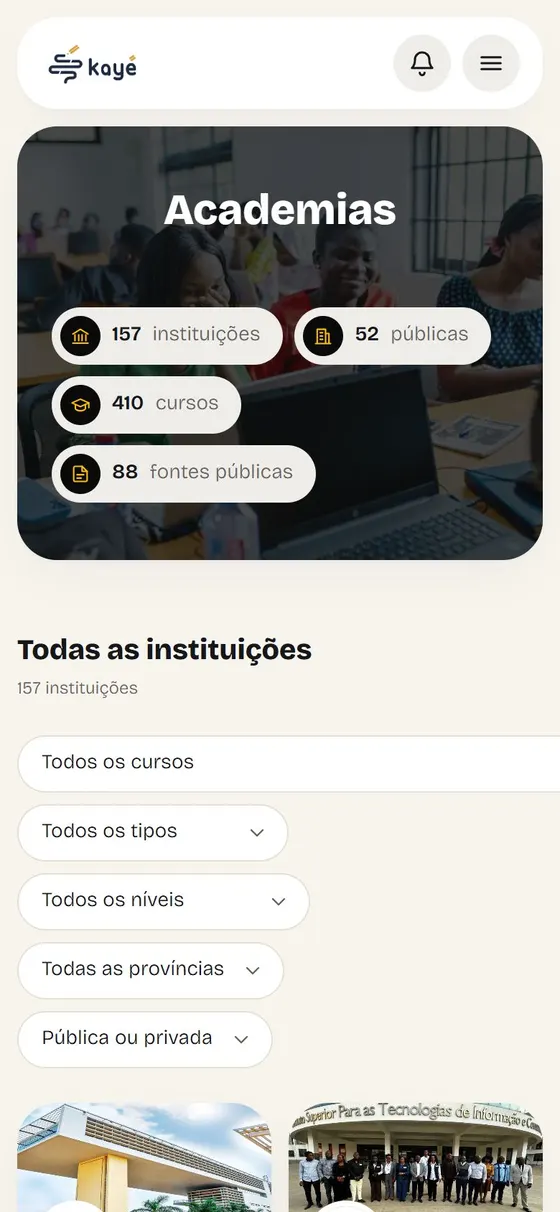 kayé
Academias
157 instituições
52 públicas
410 cursos
88 fontes públicas
Todas as instituições
157 instituições
Todos os cursos
Todos os tipos
Todos os níveis
Todas as províncias
Pública ou privada
Superior Para as Tecnologias de Informação e